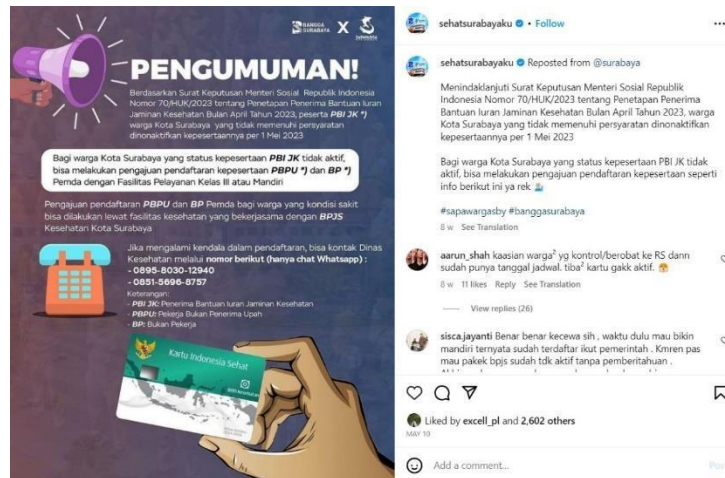 BANGGA SURABAYA X
PENGUMUMAN!
Berdasarkan Surat Keputusan Menteri Sosial Republik Indonesia
Nomor 70/HUK/2023 tentang Penetapan Penerima Bantuan Iuran
Jaminan Kesehatan Bulan April Tahun 2023, peserta PBI JK *)
warga Kota Surabaya yang tidak memenuhi persyaratan
dinonaktifkan kepesertaannya per 1 Mei 2023
Bagi warga Kota Surabaya yang status kepesertaan PBI JK tidak aktif,
bisa melakukan pengajuan pendaftaran kepesertaan PBPU *) dan BP *)
Pemda dengan Fasilitas Pelayanan Kelas III atau Mandiri
Pengajuan pendaftaran PBPU dan BP Pemda bagi warga yang kondisi sakit
bisa dilakukan lewat fasilitas kesehatan yang bekerjasama dengan BPJS
Kesehatan Kota Surabaya
Jika mengalami kendala dalam pendaftaran, bisa kontak Dinas
Kesehatan melalui nomor berikut (hanya chat Whatsapp) :
- 0895-8030-12940
- 0851-5696-8757
Keterangan:
- PBI JK: Penerima Bantuan Iuran Jaminan Kesehatan
- PBPU: Pekerja Bukan Penerima Upah
- BP: Bukan Pekerja
Kartu Indonesia Sehat
BPJS Kesehatan
sehatsurabayaku • Follow
sehatsurabayaku Reposted from @surabaya
Menindaklanjuti Surat Keputusan Menteri Sosial Republik
Indonesia Nomor 70/HUK/2023 tentang Penetapan Penerima
Bantuan Iuran Jaminan Kesehatan Bulan April Tahun 2023, warga
Kota Surabaya yang tidak memenuhi persyaratan dinonaktifkan
kepesertaannya per 1 Mei 2023
Bagi warga Kota Surabaya yang status kepesertaan PBI JK tidak
aktif, bisa melakukan pengajuan pendaftaran kepesertaan seperti
info berikut ini ya rek
#sapawargasby #banggasurabaya
8 w See Translation
aarun_shah kaasian warga² yg kontrol/berobat ke RS dann
sudah punya tanggal jadwal. tiba² kartu gakk aktif.
8 w 11 likes Reply See Translation
View replies (26)
sisca.jayanti Benar benar kecewa sih , waktu dulu mau bikin
mandiri ternyata sudah terdaftar ikut pemerintah . Kmren pas
mau pakek bpjs sudah tdk aktif tanpa pemberitahuan .
Liked by excell_pl and 2,602 others
MAY 10
Add a comment...
Post